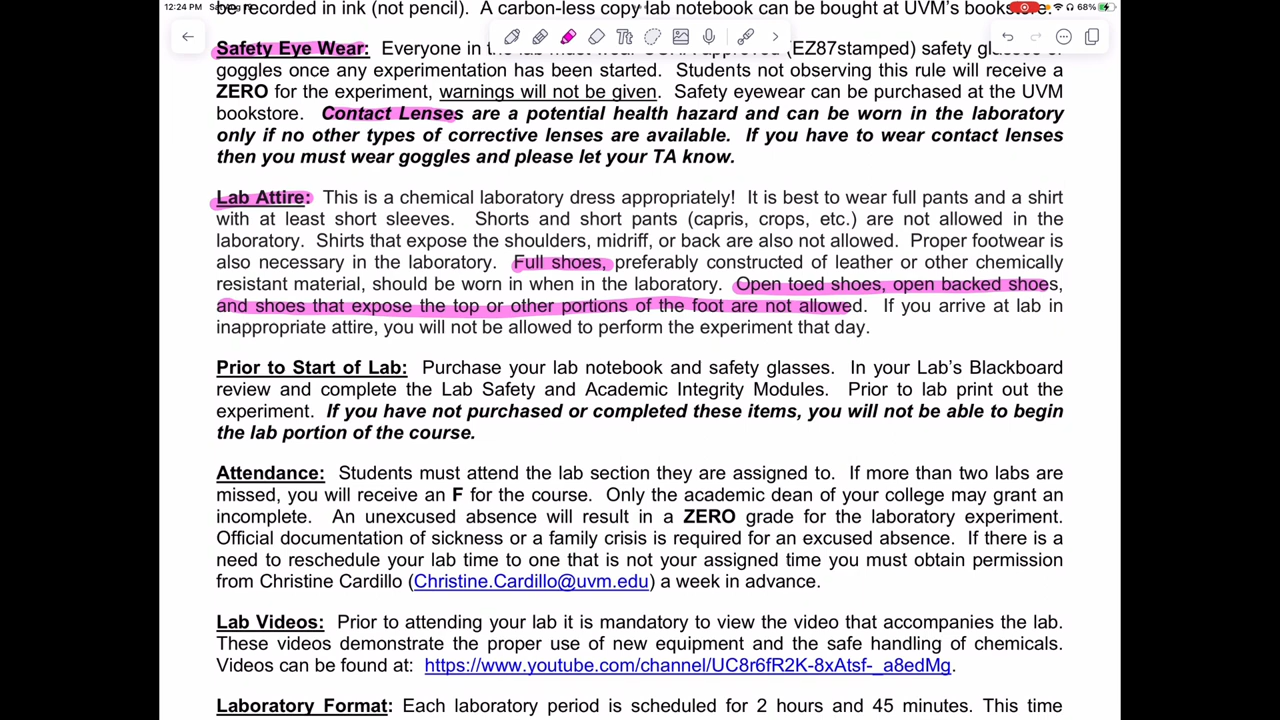 12:24 PM
68%
be recorded in ink (not pencil). A carbon-less copy lab notebook can be bought at UVM's bookstore.
Safety Eye Wear: Everyone in the lab must wear approved (EZ87stamped) safety glasses or
goggles once any experimentation has been started. Students not observing this rule will receive a
ZERO for the experiment, warnings will not be given. Safety eyewear can be purchased at the UVM
bookstore. Contact Lenses are a potential health hazard and can be worn in the laboratory
only if no other types of corrective lenses are available. If you have to wear contact lenses
then you must wear goggles and please let your TA know.
Lab Attire: This is a chemical laboratory dress appropriately! It is best to wear full pants and a shirt
with at least short sleeves. Shorts and short pants (capris, crops, etc.) are not allowed in the
laboratory. Shirts that expose the shoulders, midriff, or back are also not allowed. Proper footwear is
also necessary in the laboratory. Full shoes, preferably constructed of leather or other chemically
resistant material, should be worn in when in the laboratory. Open toed shoes, open backed shoes,
and shoes that expose the top or other portions of the foot are not allowed. If you arrive at lab in
inappropriate attire, you will not be allowed to perform the experiment that day.
Prior to Start of Lab: Purchase your lab notebook and safety glasses. In your Lab's Blackboard
review and complete the Lab Safety and Academic Integrity Modules. Prior to lab print out the
experiment. If you have not purchased or completed these items, you will not be able to begin
the lab portion of the course.
Attendance: Students must attend the lab section they are assigned to. If more than two labs are
missed, you will receive an F for the course. Only the academic dean of your college may grant an
incomplete. An unexcused absence will result in a ZERO grade for the laboratory experiment.
Official documentation of sickness or a family crisis is required for an excused absence. If there is a
need to reschedule your lab time to one that is not your assigned time you must obtain permission
from Christine Cardillo (Christine.Cardillo@uvm.edu) a week in advance.
Lab Videos: Prior to attending your lab it is mandatory to view the video that accompanies the lab.
These videos demonstrate the proper use of new equipment and the safe handling of chemicals.
Videos can be found at: https://www.youtube.com/channel/UC8r6fR2K-8xAtsf-_a8edMg.
Laboratory Format: Each laboratory period is scheduled for 2 hours and 45 minutes. This time